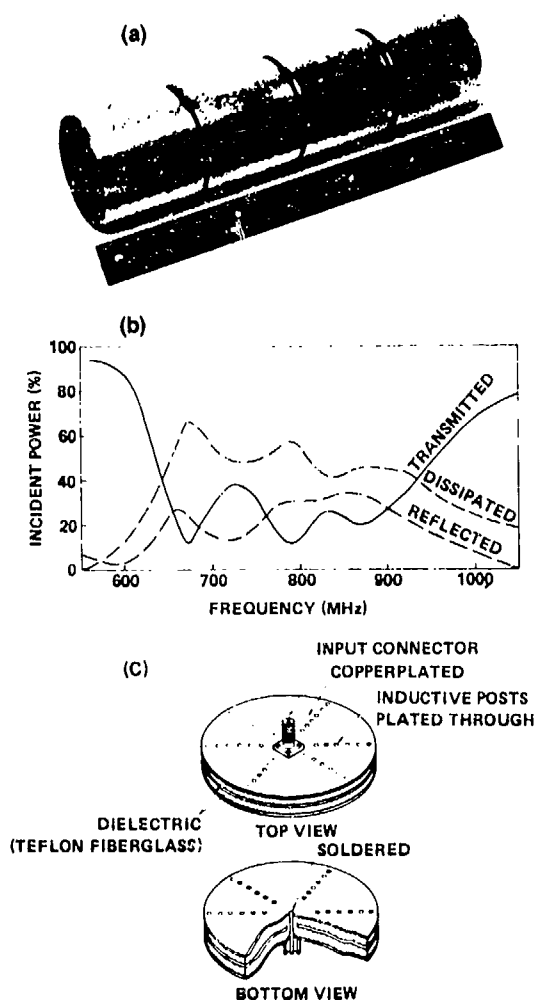 (a)
(b)
100
80
60
40
20
0
INCIDENT POWER (%)
TRANSMITTED
DISSIPATED
REFLECTED
600 700 800 900 1000
FREQUENCY (MHz)
(C)
INPUT CONNECTOR
COPPERPLATED
INDUCTIVE POSTS
PLATED THROUGH
DIELECTRIC
(TEFLON FIBERGLASS)
TOP VIEW
SOLDERED
BOTTOM VIEW